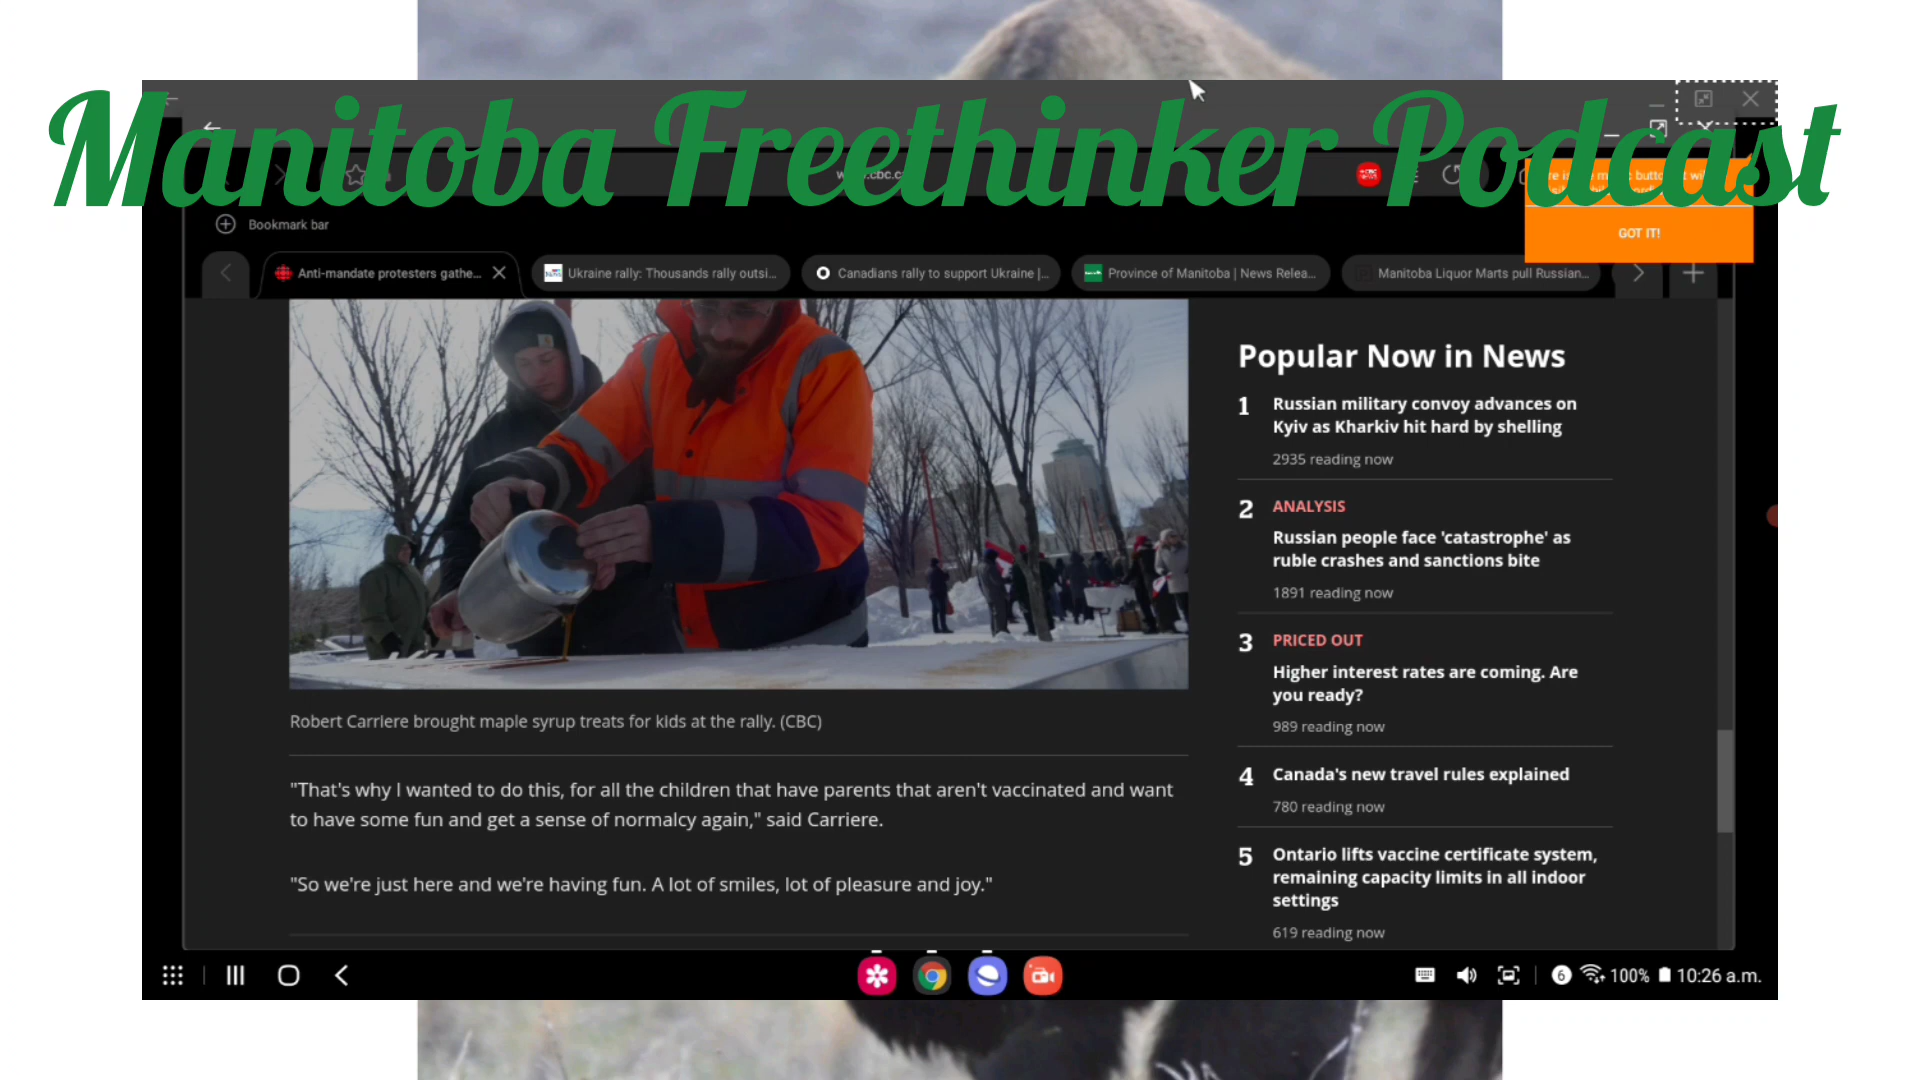 Manitoba Freethinker Podcast
Bookmark bar
GOT IT!
Anti-mandate protesters gathe...
Ukraine rally: Thousands rally outsi...
Canadians rally to support Ukraine |...
Province of Manitoba | News Relea...
Manitoba Liquor Marts pull Russian...
Popular Now in News
1 Russian military convoy advances on
Kyiv as Kharkiv hit hard by shelling
2935 reading now
2 ANALYSIS
Russian people face 'catastrophe' as
ruble crashes and sanctions bite
1891 reading now
3 PRICED OUT
Higher interest rates are coming. Are
you ready?
989 reading now
4 Canada's new travel rules explained
780 reading now
5 Ontario lifts vaccine certificate system,
remaining capacity limits in all indoor
settings
619 reading now
Robert Carriere brought maple syrup treats for kids at the rally. (CBC)
"That's why I wanted to do this, for all the children that have parents that aren't vaccinated and want
to have some fun and get a sense of normalcy again," said Carriere.
"So we're just here and we're having fun. A lot of smiles, lot of pleasure and joy."
6 100% 10:26 a.m.